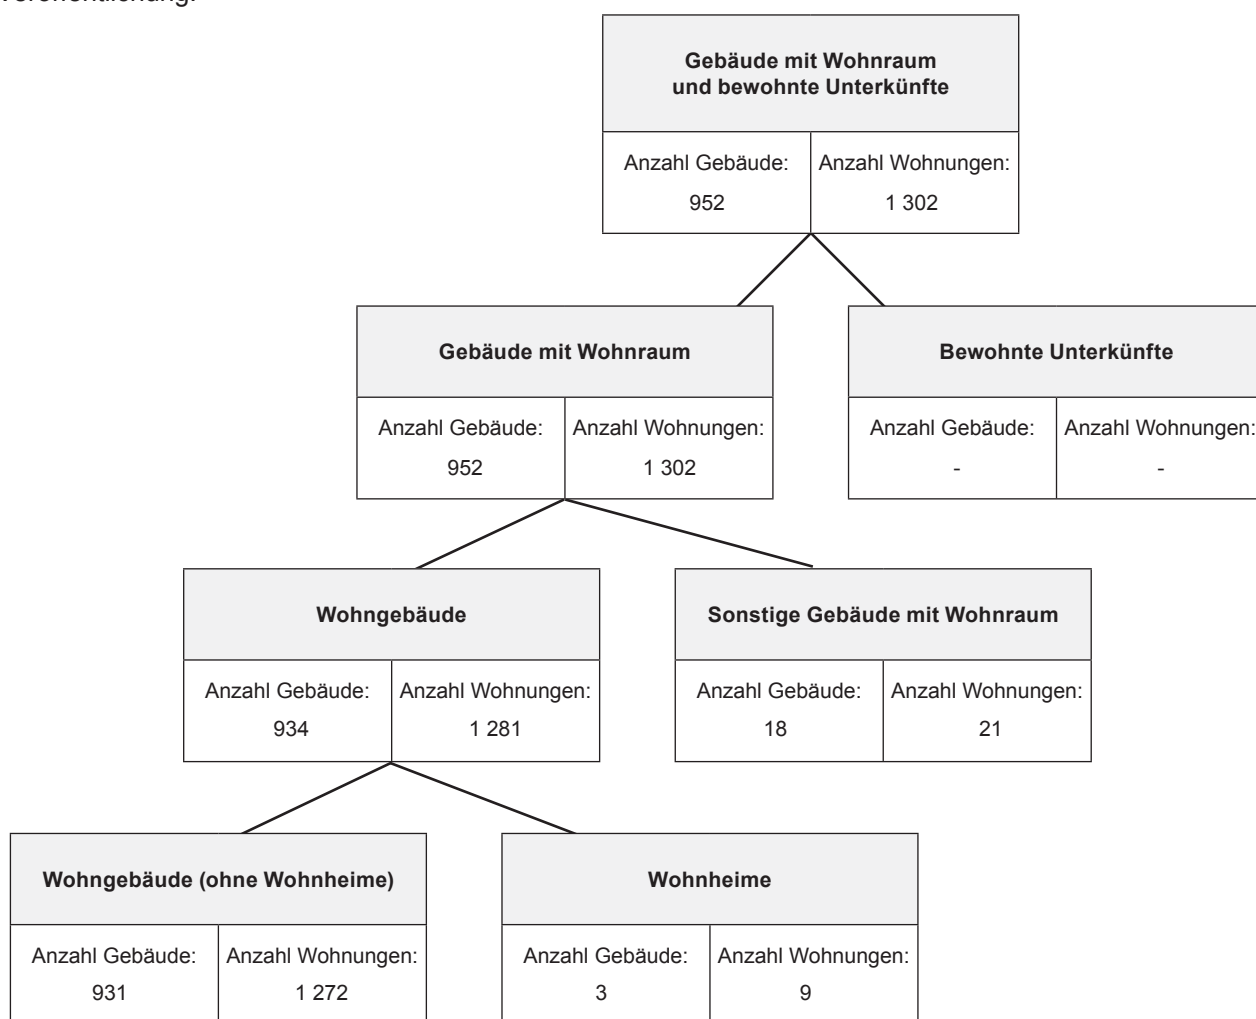 Veröffentlichung.
Gebäude mit Wohnraum
und bewohnte Unterkünfte
Anzahl Gebäude:
952
Anzahl Wohnungen:
1 302
Gebäude mit Wohnraum
Anzahl Gebäude:
952
Anzahl Wohnungen:
1 302
Bewohnte Unterkünfte
Anzahl Gebäude:
-
Anzahl Wohnungen:
-
Wohngebäude
Anzahl Gebäude:
934
Anzahl Wohnungen:
1 281
Sonstige Gebäude mit Wohnraum
Anzahl Gebäude:
18
Anzahl Wohnungen:
21
Wohngebäude (ohne Wohnheime)
Anzahl Gebäude:
931
Anzahl Wohnungen:
1 272
Wohnheime
Anzahl Gebäude:
3
Anzahl Wohnungen:
9